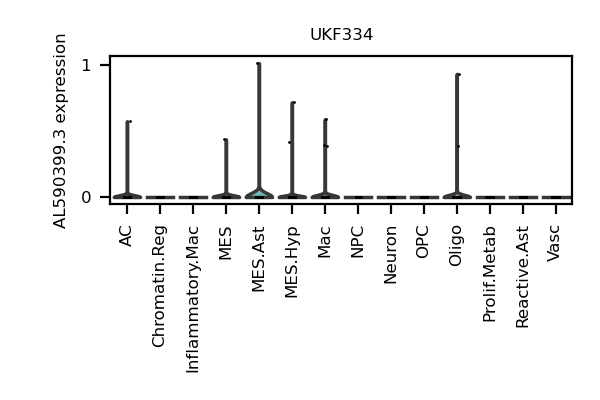 UKF334
AL590399.3 expression
1
0
AC
Chromatin.Reg
Inflammatory.Mac
MES
MES.Ast
MES.Hyp
Mac
NPC
Neuron
OPC
Oligo
Prolif.Metab
Reactive.Ast
Vasc